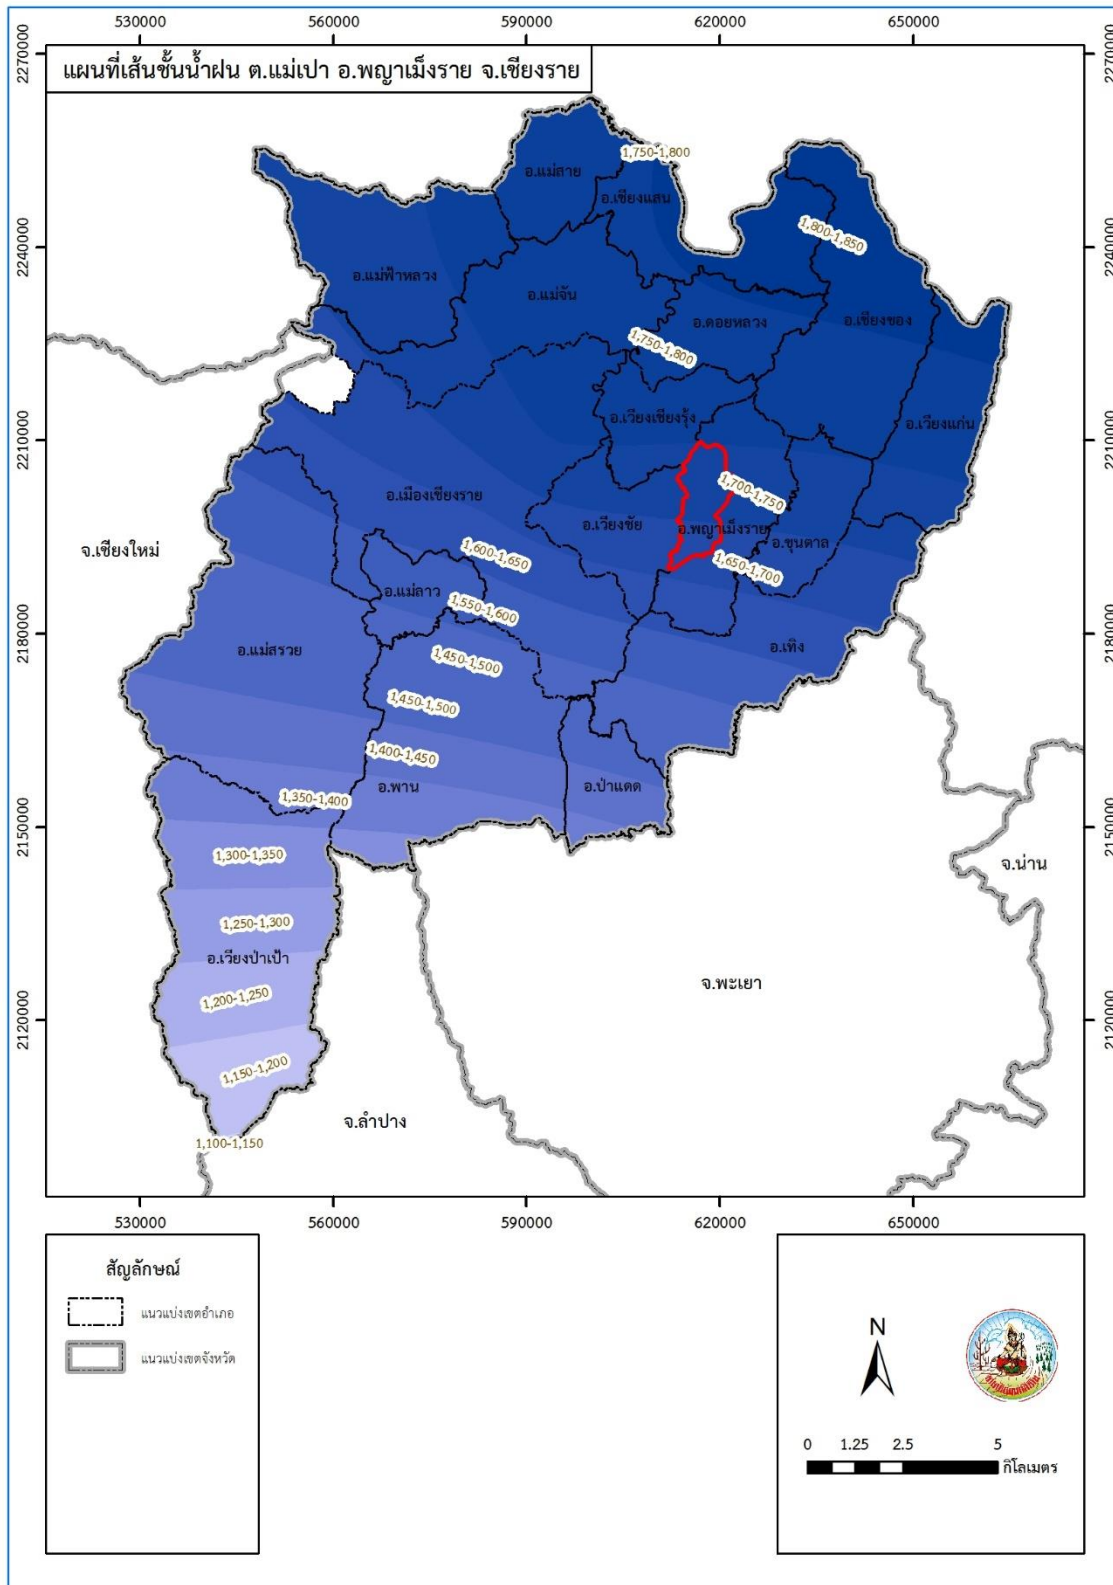 530000 560000 590000 620000 650000
2270000 2270000
แผนที่เส้นชั้นน้ำฝน ต.แม่เปา อ.พญาเม็งราย จ.เชียงราย
1,750-1,800
อ.แม่สาย
อ.เชียงแสน
1,800-1,850
2240000 2240000
อ.แม่ฟ้าหลวง
อ.แม่จัน
อ.ดอยหลวง
อ.เชียงของ
1,750-1,800
อ.เวียงเชียงรุ้ง
อ.เวียงแก่น
2210000 2210000
อ.เมืองเชียงราย
1,700-1,750
อ.เวียงชัย
อ.พญาเม็งราย
อ.ขุนตาล
จ.เชียงใหม่
1,600-1,650
1,650-1,700
อ.แม่ลาว
1,550-1,600
2180000 2180000
อ.แม่สรวย
อ.เทิง
1,450-1,500
1,450-1,500
1,400-1,450
อ.พาน
อ.ป่าแดด
1,350-1,400
2150000 2150000
1,300-1,350
จ.น่าน
1,250-1,300
อ.เวียงป่าเป้า
จ.พะเยา
1,200-1,250
2120000 2120000
1,150-1,200
จ.ลำปาง
1,100-1,150
530000 560000 590000 620000 650000
สัญลักษณ์
แนวแบ่งเขตอำเภอ
แนวแบ่งเขตจังหวัด
N
0 1.25 2.5 5
กิโลเมตร